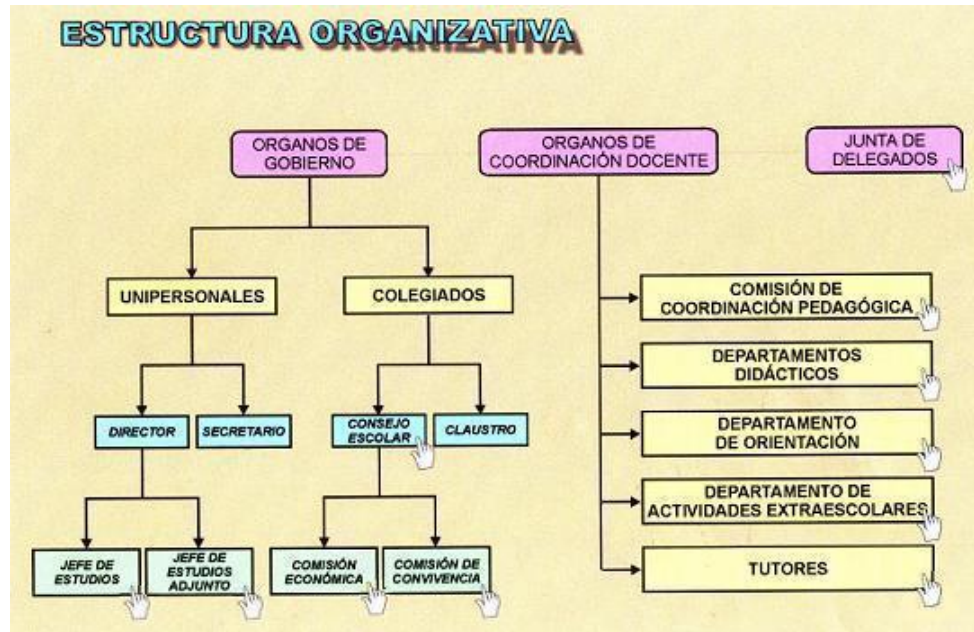 ESTRUCTURA ORGANIZATIVA
ORGANOS DE
GOBIERNO
ORGANOS DE
COORDINACIÓN DOCENTE
JUNTA DE
DELEGADOS
UNIPERSONALES
COLEGIADOS
DIRECTOR
SECRETARIO
CONSEJO
ESCOLAR
CLAUSTRO
JEFE DE
ESTUDIOS
JEFE DE
ESTUDIOS
ADJUNTO
COMISIÓN
ECONÓMICA
COMISIÓN DE
CONVIVENCIA
COMISIÓN DE
COORDINACIÓN PEDAGÓGICA
DEPARTAMENTOS
DIDÁCTICOS
DEPARTAMENTO
DE ORIENTACIÓN
DEPARTAMENTO DE
ACTIVIDADES EXTRAESCOLARES
TUTORES